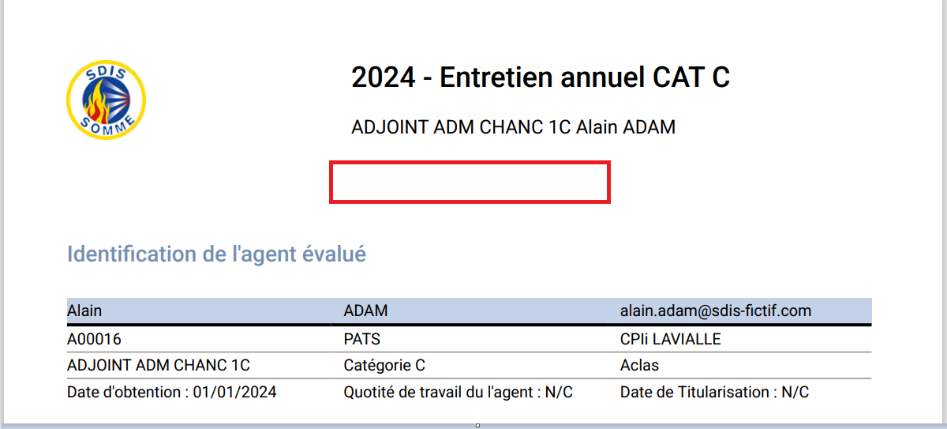 SDIS
SOMME
2024 - Entretien annuel CAT C
ADJOINT ADM CHANC 1C Alain ADAM
Identification de l'agent évalué
Alain ADAM alain.adam@sdis-fictif.com
A00016 PATS CPIi LAVIALLE
ADJOINT ADM CHANC 1C Catégorie C Aclas
Date d'obtention : 01/01/2024 Quotité de travail du l'agent : N/C Date de Titularisation : N/C